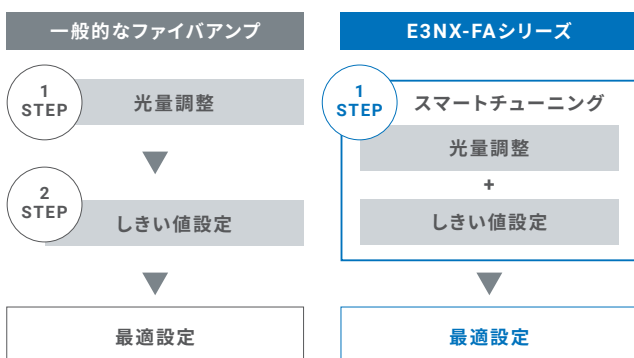 一般的なファイバアンプ
1
STEP
光量調整
2
STEP
しきい値設定
最適設定
E3NX-FAシリーズ
1
STEP
スマートチューニング
光量調整
+
しきい値設定
最適設定